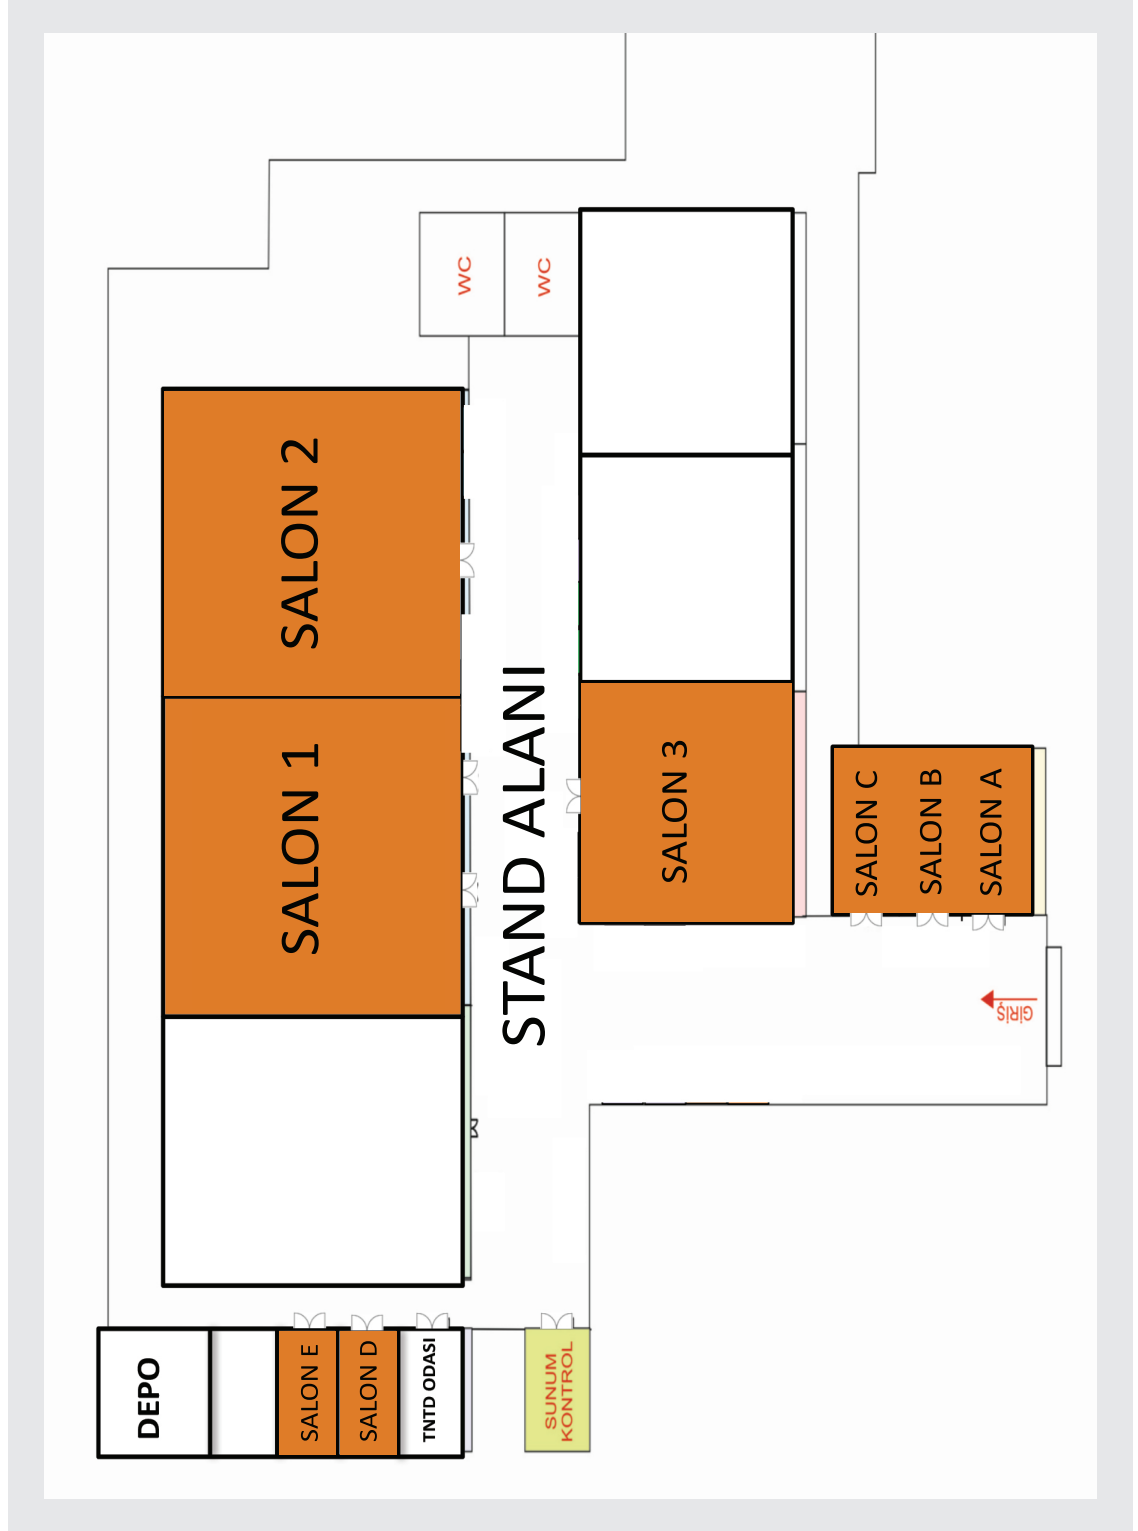 WC
WC
SALON 2
SALON 1
STAND ALANI
SALON 3
SALON C
SALON B
SALON A
GİRİŞ
DEPO
SALON E
SALON D
TNTD ODASI
SUNUM
KONTROL